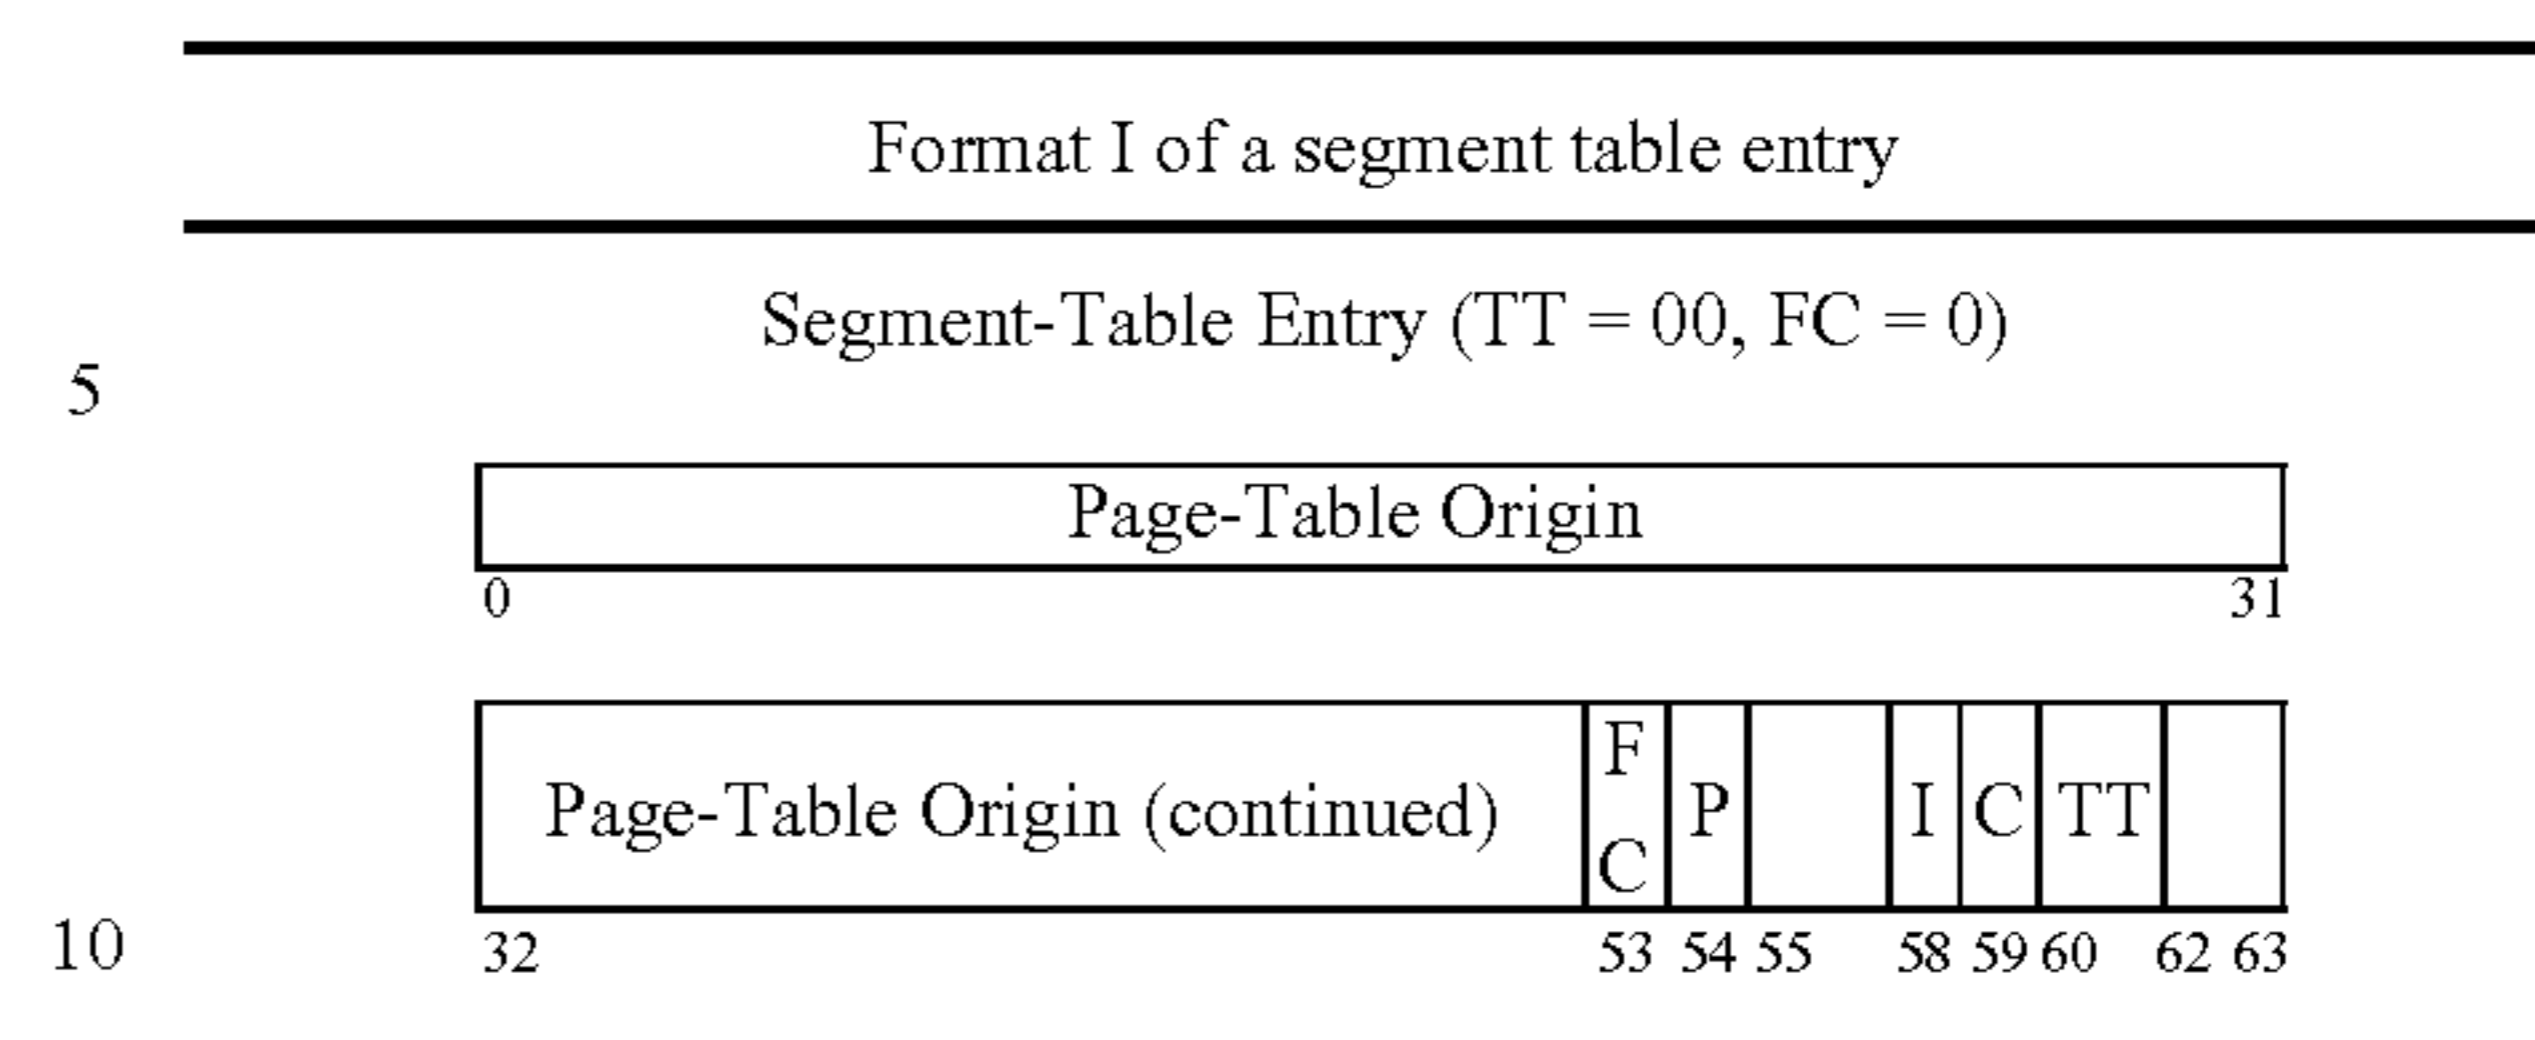 Format I of a segment table entry
Segment-Table Entry (TT = 00, FC = 0)
5
Page-Table Origin
0 31
Page-Table Origin (continued) F C P I C TT
10
32 53 54 55 58 59 60 62 63